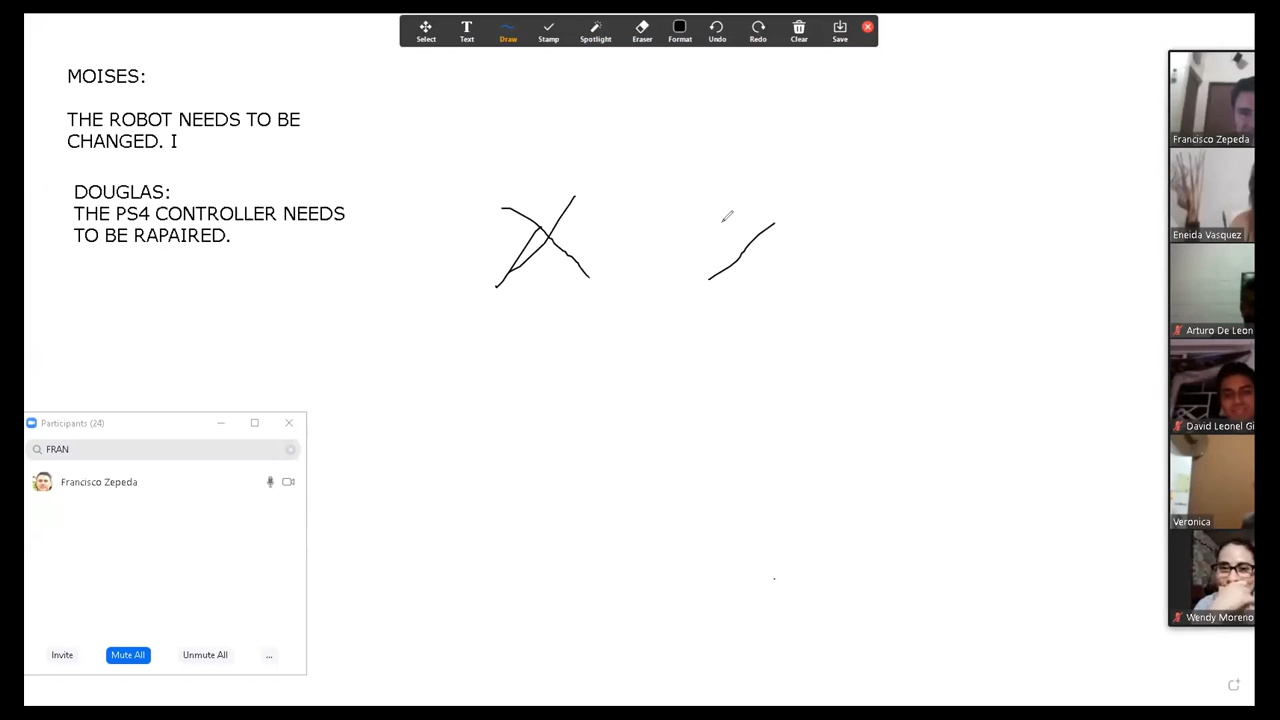 Select Text Draw Stamp Spotlight Eraser Format Undo Redo Clear Save
MOISES:
THE ROBOT NEEDS TO BE
CHANGED. I
DOUGLAS:
THE PS4 CONTROLLER NEEDS
TO BE RAPAIRED.
Participants (24)
FRAN
Francisco Zepeda
Invite Mute All Unmute All ...
Francisco Zepeda
Eneida Vasquez
Arturo De Leon
David Leonel Gi
Veronica
Wendy Moreno